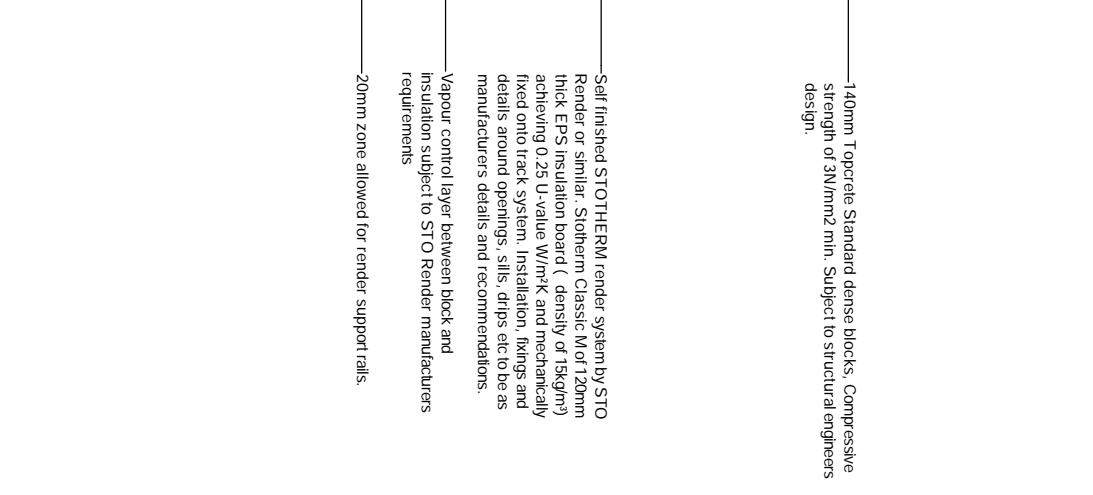 140mm Topcrete Standard dense blocks, Compressive
strength of 3N/mm2 min. Subject to structural engineers
design.
Self finished STOTHERM render system by STO
Render or similar. Stotherm Classic M of 120mm
thick EPS insulation board ( density of 15kg/m³)
achieving 0.25 U-value W/m²K and mechanically
fixed onto track system. Installation, fixings and
details around openings, sills, drips etc to be as
manufacturers details and recommendations.
Vapour control layer between block and
insulation subject to STO Render manufacturers
requirements
20mm zone allowed for render support rails.